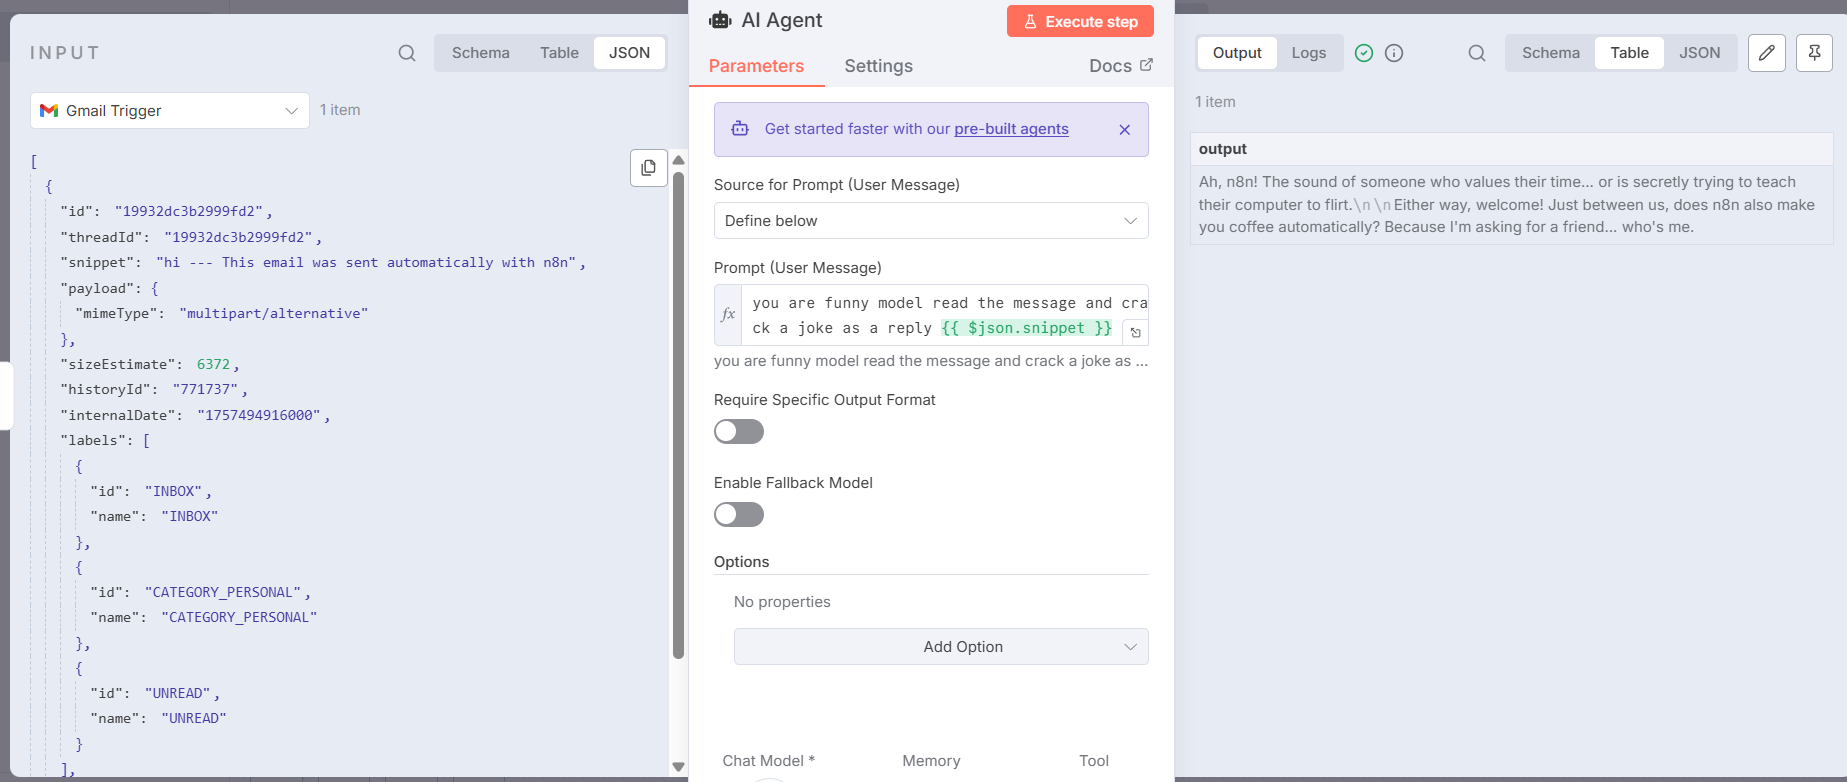 INPUT
Schema
Table
JSON
Gmail Trigger
1 item
[
{
"id": "19932dc3b2999fd2",
"threadId": "19932dc3b2999fd2",
"snippet": "hi --- This email was sent automatically with n8n",
"payload": {
"mimeType": "multipart/alternative"
},
"sizeEstimate": 6372,
"historyId": "771737",
"internalDate": "1757494916000",
"labels": [
{
"id": "INBOX",
"name": "INBOX"
},
{
"id": "CATEGORY_PERSONAL",
"name": "CATEGORY_PERSONAL"
},
{
"id": "UNREAD",
"name": "UNREAD"
}
],
AI Agent
Execute step
Parameters
Settings
Docs
Get started faster with our pre-built agents
Source for Prompt (User Message)
Define below
Prompt (User Message)
fx
you are funny model read the message and cra
ck a joke as a reply {{ $json.snippet }}
you are funny model read the message and crack a joke as ...
Require Specific Output Format
Enable Fallback Model
Options
No properties
Add Option
Chat Model *
Memory
Tool
Output
Logs
Schema
Table
JSON
1 item
output
Ah, n8n! The sound of someone who values their time... or is secretly trying to teach
their computer to flirt.\n\nEither way, welcome! Just between us, does n8n also make
you coffee automatically? Because I'm asking for a friend... who's me.